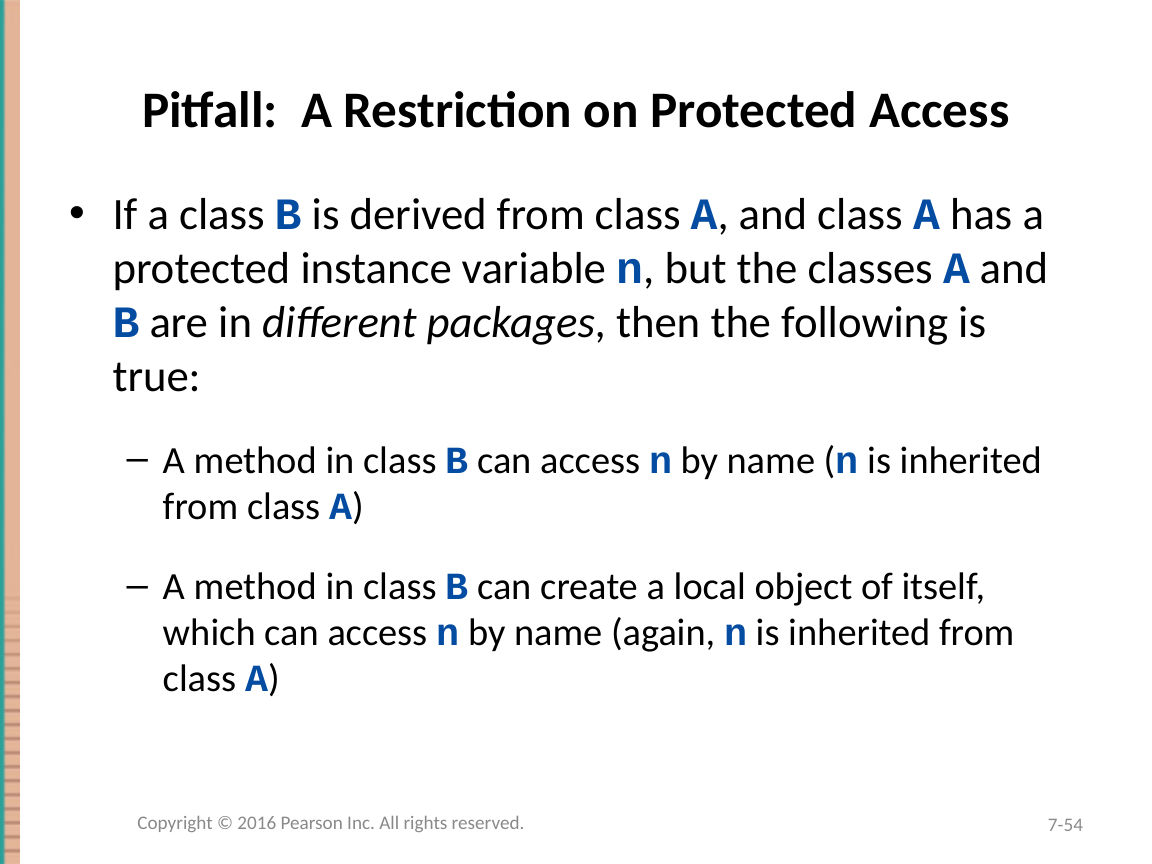 Pitfall:  A Restriction on Protected Access
• If a class B is derived from class A, and class A has a
protected instance variable n, but the classes A and
B are in different packages, then the following is
true:
– A method in class B can access n by name (n is inherited
from class A)
– A method in class B can create a local object of itself,
which can access n by name (again, n is inherited from
class A)
Copyright © 2016 Pearson Inc. All rights reserved.
7-54